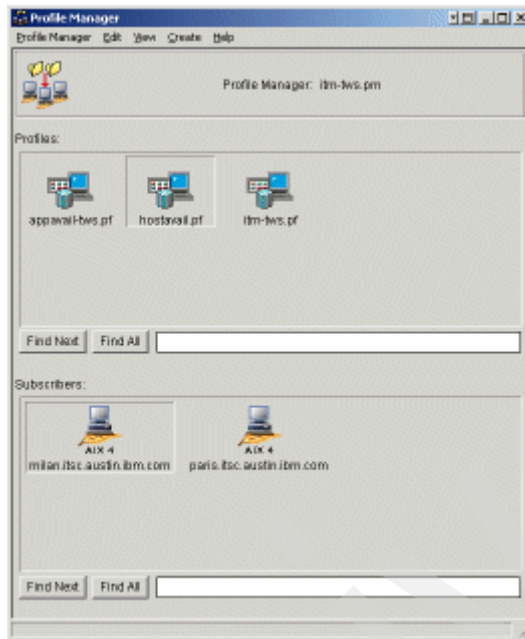 Profile Manager
Profile Manager Edit View Create Help
Profile Manager: itm-tws.pm
Profiles:
appavail-tws.pf hostavail.pf itm-tws.pf
Find Next Find All
Subscribers:
AIX 4 AIX 4
milan.itsc.austin.ibm.com paris.itsc.austin.ibm.com
Find Next Find All